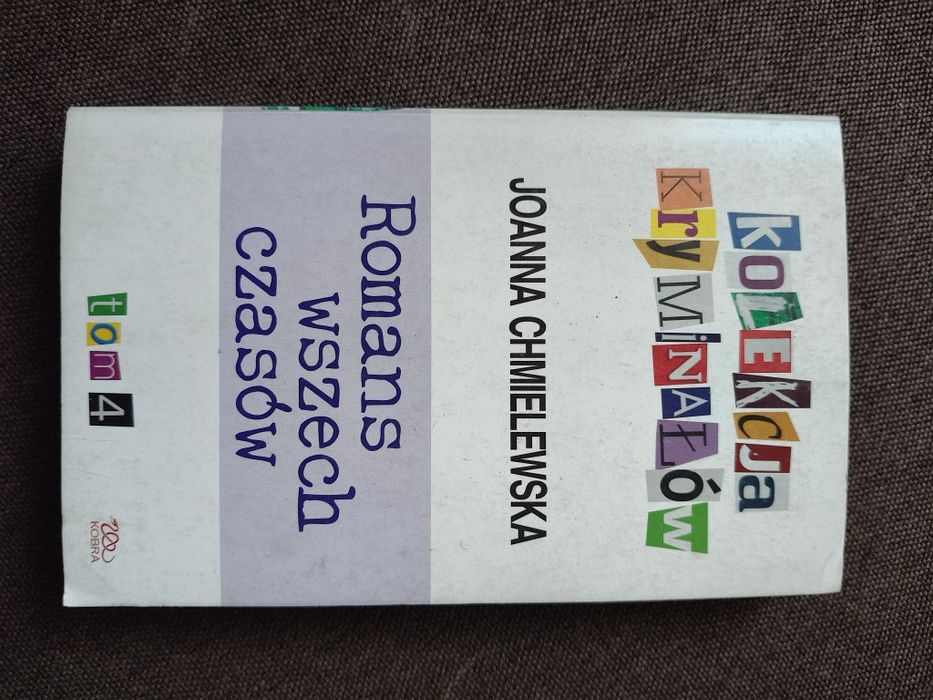 kolEKcja
KryMiNAŁów
JOANNA CHMIELEWSKA
Romans
wszech
czasów
tom 4
KOBRA